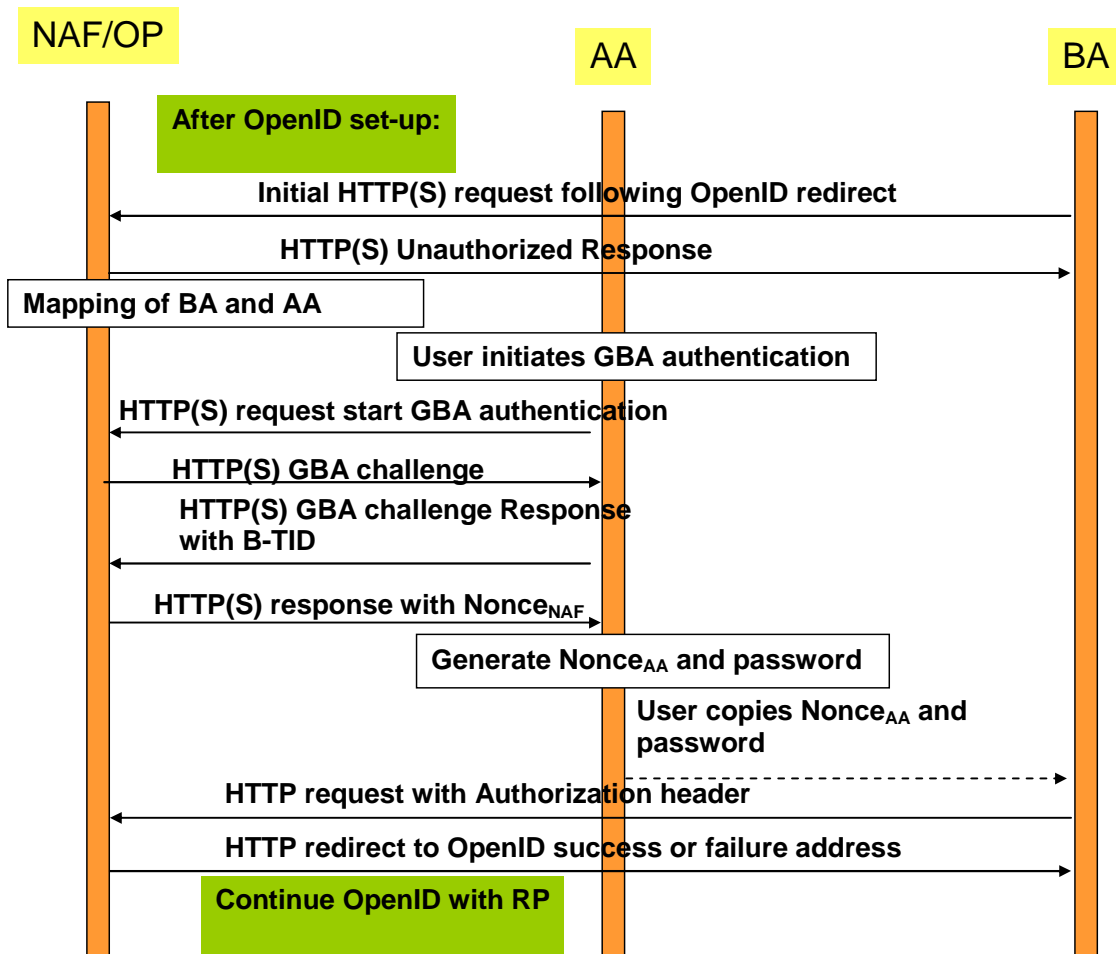 NAF/OP
AA
BA
After OpenID set-up:
Initial HTTP(S) request following OpenID redirect
HTTP(S) Unauthorized Response
Mapping of BA and AA
User initiates GBA authentication
HTTP(S) request start GBA authentication
HTTP(S) GBA challenge
HTTP(S) GBA challenge Response
with B-TID
HTTP(S) response with NonceNAF
Generate NonceAA and password
User copies NonceAA and
password
HTTP request with Authorization header
HTTP redirect to OpenID success or failure address
Continue OpenID with RP